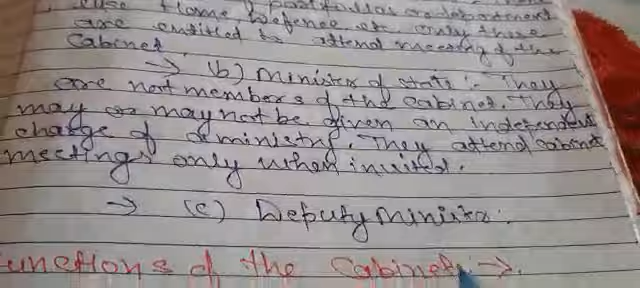 like Home, Defence etc only these
are entitled to attend meeting of the
Cabinet.
→ (b) Minister of state :- They
are not members of the cabinet. They
may or may not be given an independent
charge of a ministry. They attend cabinet
meetings only when invited.
→ (c) Deputy Minister :
unctions of the Cabinet →.